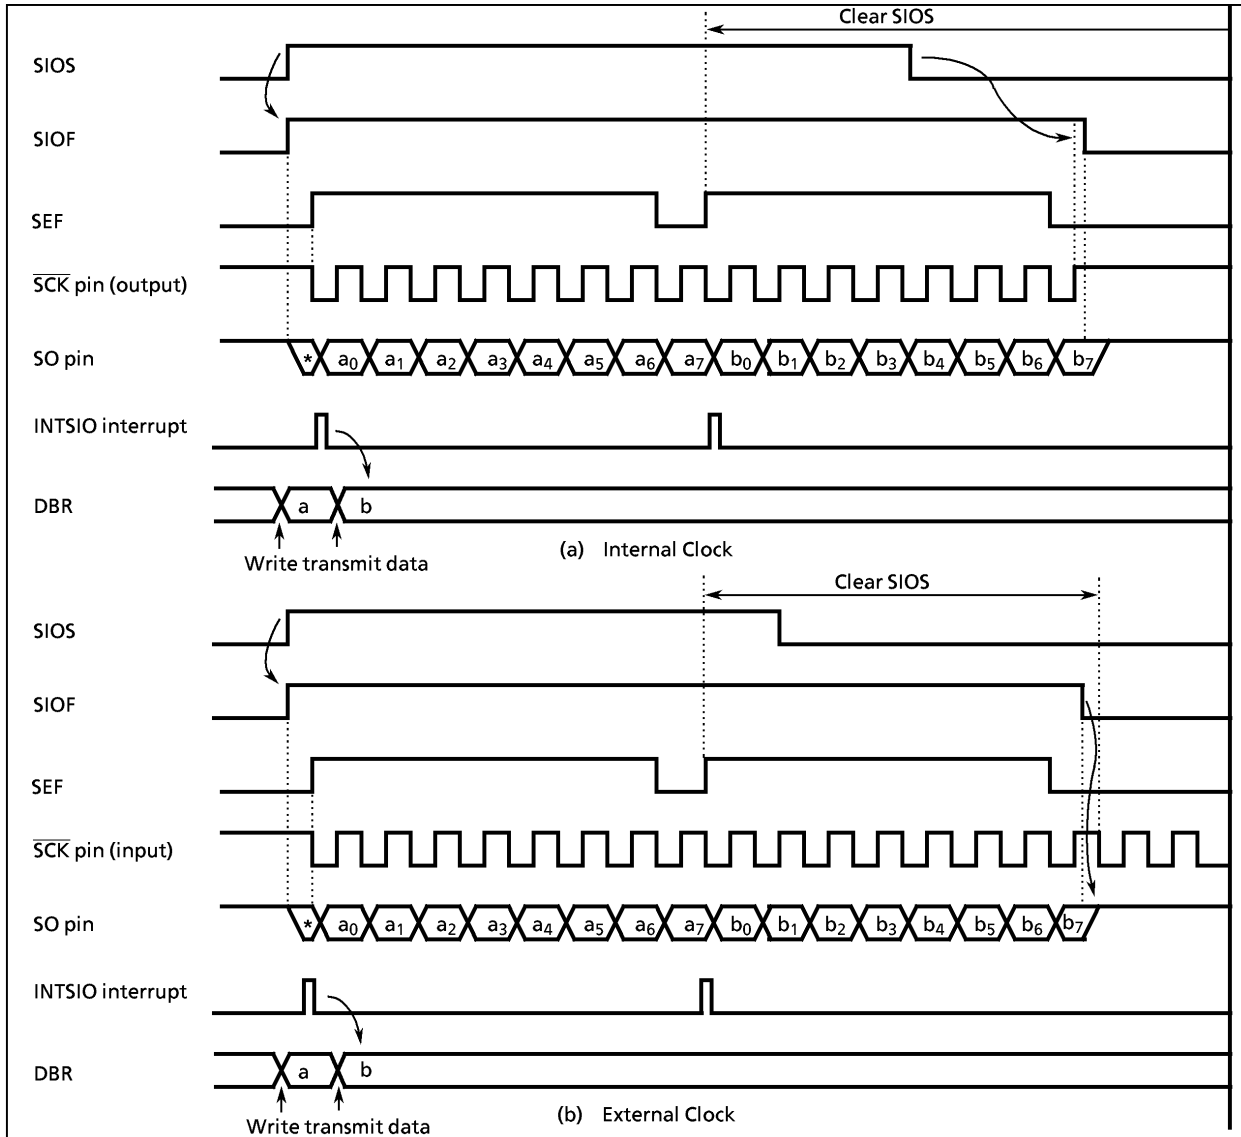 Clear SIOS
SIOS
SIOF
SEF
S̅C̅K̅ pin (output)
SO pin
* a₀ a₁ a₂ a₃ a₄ a₅ a₆ a₇ b₀ b₁ b₂ b₃ b₄ b₅ b₆ b₇
INTSIO interrupt
DBR
a b
Write transmit data
(a) Internal Clock
Clear SIOS
SIOS
SIOF
SEF
S̅C̅K̅ pin (input)
SO pin
* a₀ a₁ a₂ a₃ a₄ a₅ a₆ a₇ b₀ b₁ b₂ b₃ b₄ b₅ b₆ b₇
INTSIO interrupt
DBR
a b
Write transmit data
(b) External Clock